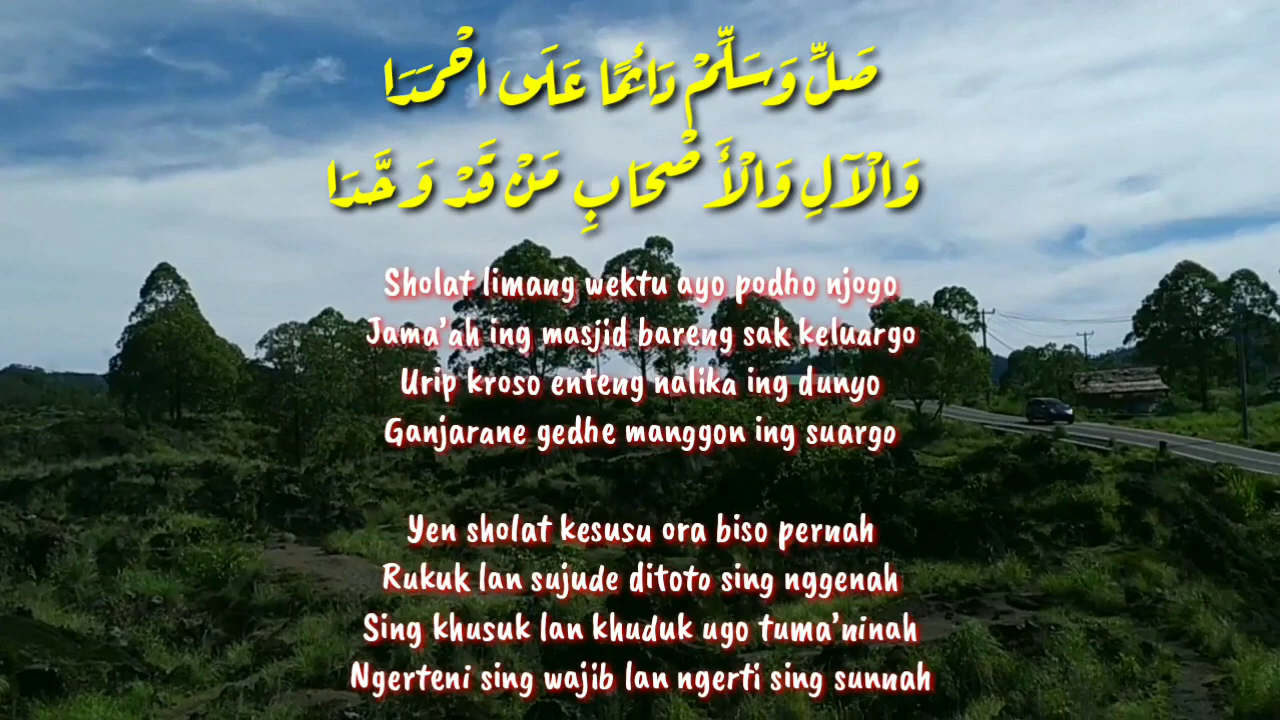 صَلِّ وَسَلِّمْ دَائِمًا عَلَى احْمَدَا
وَالْآلِ وَالْأَصْحَابِ مَنْ قَدْ وَحَّدَا
Sholat limang wektu ayo podho njogo
Jama'ah ing masjid bareng sak keluargo
Urip kroso enteng nalika ing dunyo
Ganjarane gedhe manggon ing suargo
Yen sholat kesusu ora biso pernah
Rukuk lan sujude ditoto sing nggenah
Sing khusuk lan khuduk ugo tuma'ninah
Ngerteni sing wajib lan ngerti sing sunnah